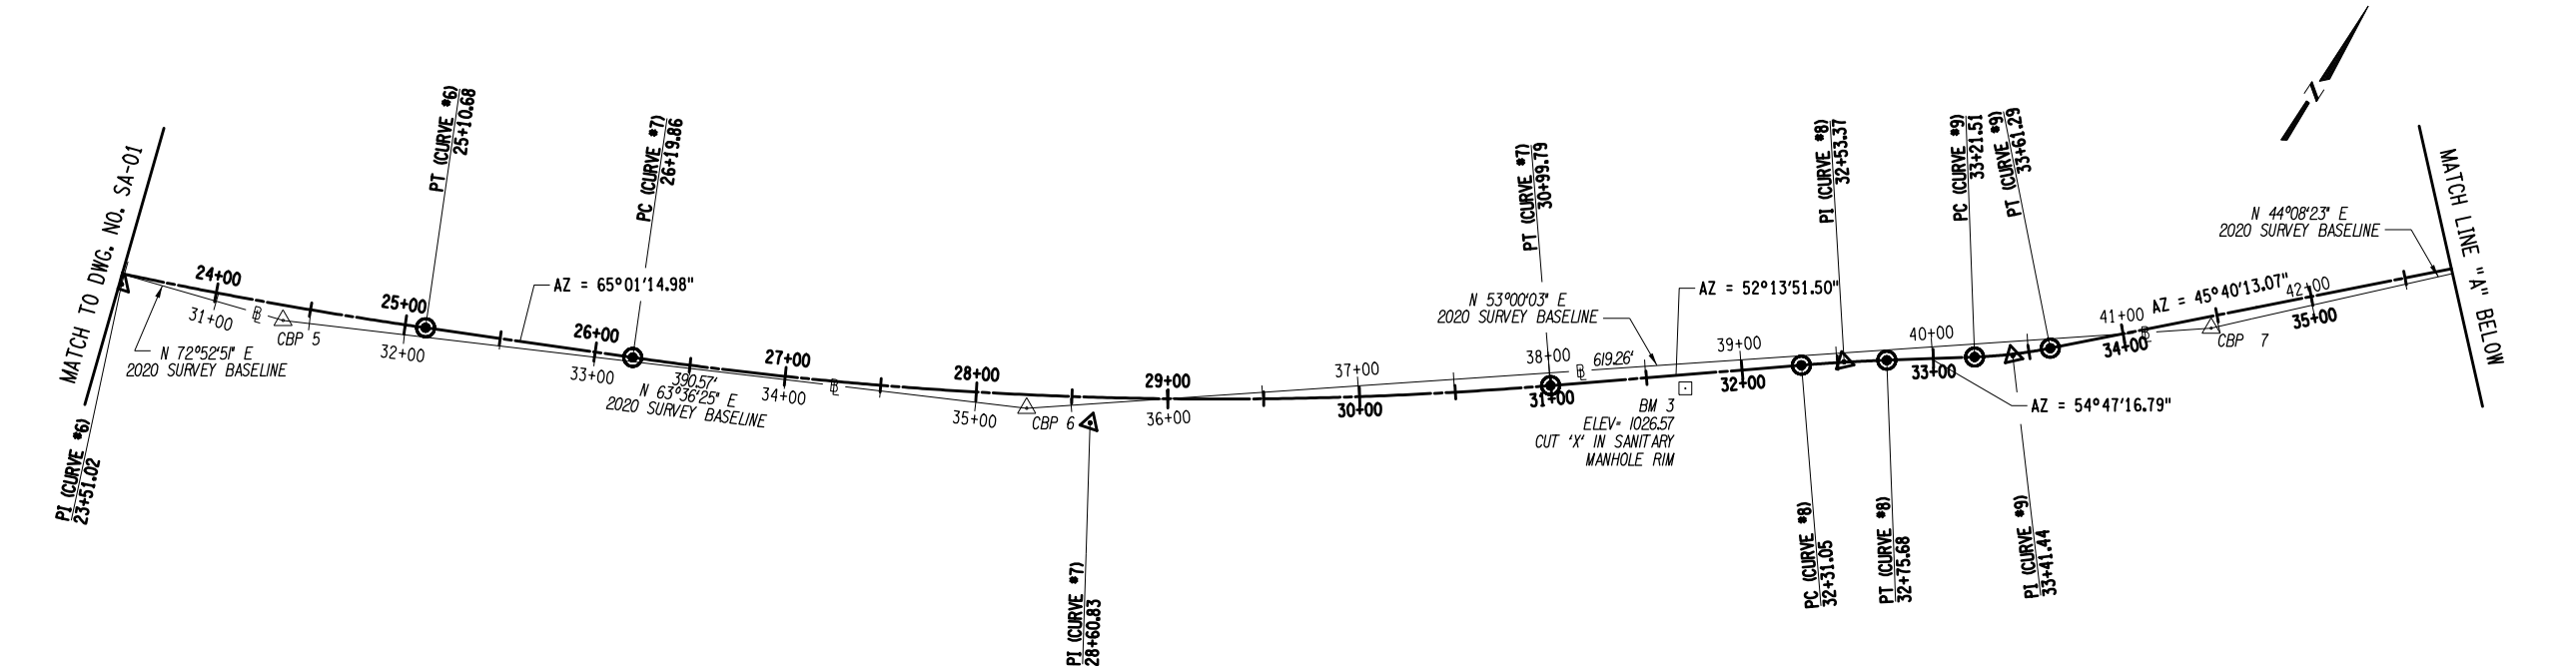 MATCH TO DWG. NO. SA-01
PI (CURVE #6)
23+51.02
24+00
31+00
N 72°52'51" E
2020 SURVEY BASELINE
BL
CBP 5
25+00
32+00
PT (CURVE #6)
25+10.68
AZ = 65°01'14.98"
26+00
33+00
PC (CURVE #7)
26+19.86
390.57'
N 63°36'25" E
2020 SURVEY BASELINE
27+00
34+00
BL
28+00
35+00
CBP 6
PI (CURVE #7)
28+60.83
29+00
36+00
37+00
30+00
PT (CURVE #7)
30+99.79
N 53°00'03" E
2020 SURVEY BASELINE
38+00
31+00
BL
619.26'
BM 3
ELEV= 1026.57
CUT 'X' IN SANITARY
MANHOLE RIM
AZ = 52°13'51.50"
39+00
32+00
PC (CURVE #8)
32+31.05
PI (CURVE #8)
32+53.37
PT (CURVE #8)
32+75.68
40+00
33+00
AZ = 54°47'16.79"
PC (CURVE #9)
33+21.51
PI (CURVE #9)
33+41.44
PT (CURVE #9)
33+61.29
41+00
34+00
BL
AZ = 45°40'13.07"
CBP 7
42+00
35+00
N 44°08'23" E
2020 SURVEY BASELINE
N
MATCH LINE "A" BELOW